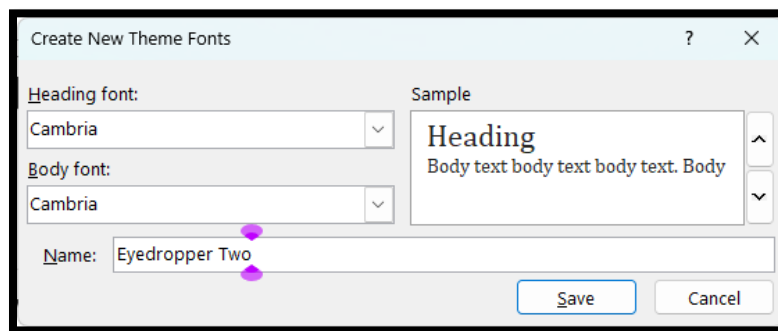 Create New Theme Fonts ?
Heading font:
Cambria
Body font:
Cambria
Sample
Heading
Body text body text body text. Body
Name: Eyedropper Two
Save Cancel